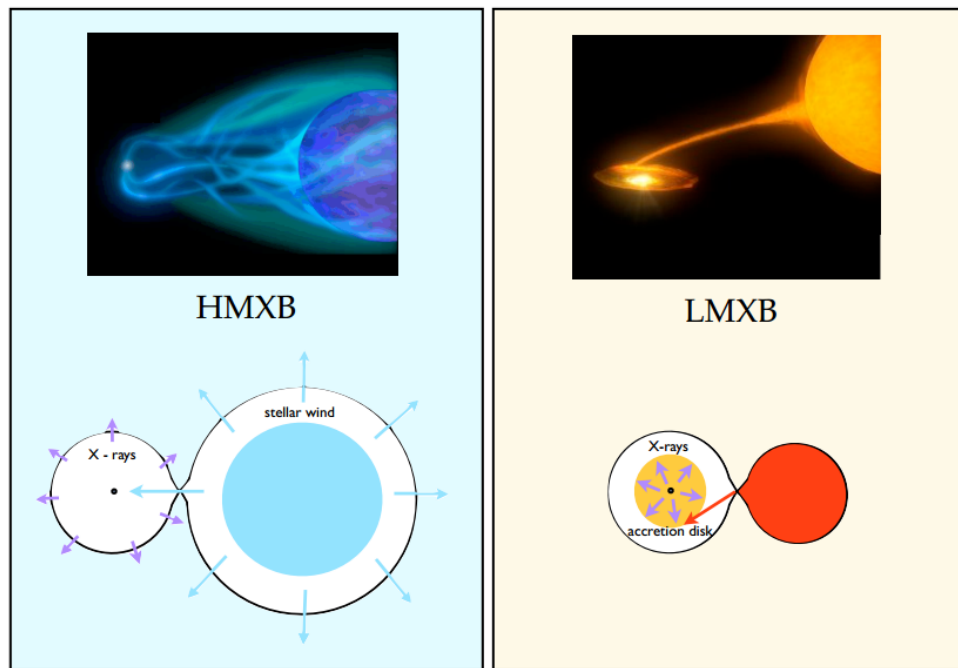 HMXB
stellar wind
X - rays
LMXB
X-rays
accretion disk